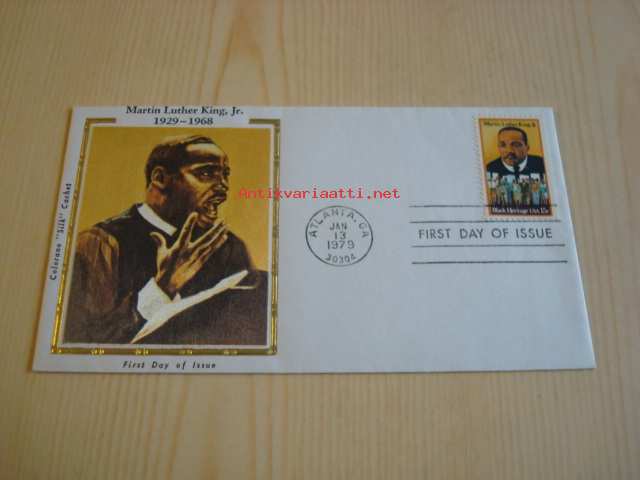 Martin Luther King, Jr.
1929–1968
Colorano "Silk" Cachet
First Day of Issue
Antikvariaatti.net
ATLANTA, GA
JAN
13
1979
30304
FIRST DAY OF ISSUE
Martin Luther King, Jr.
Black Heritage USA 15c